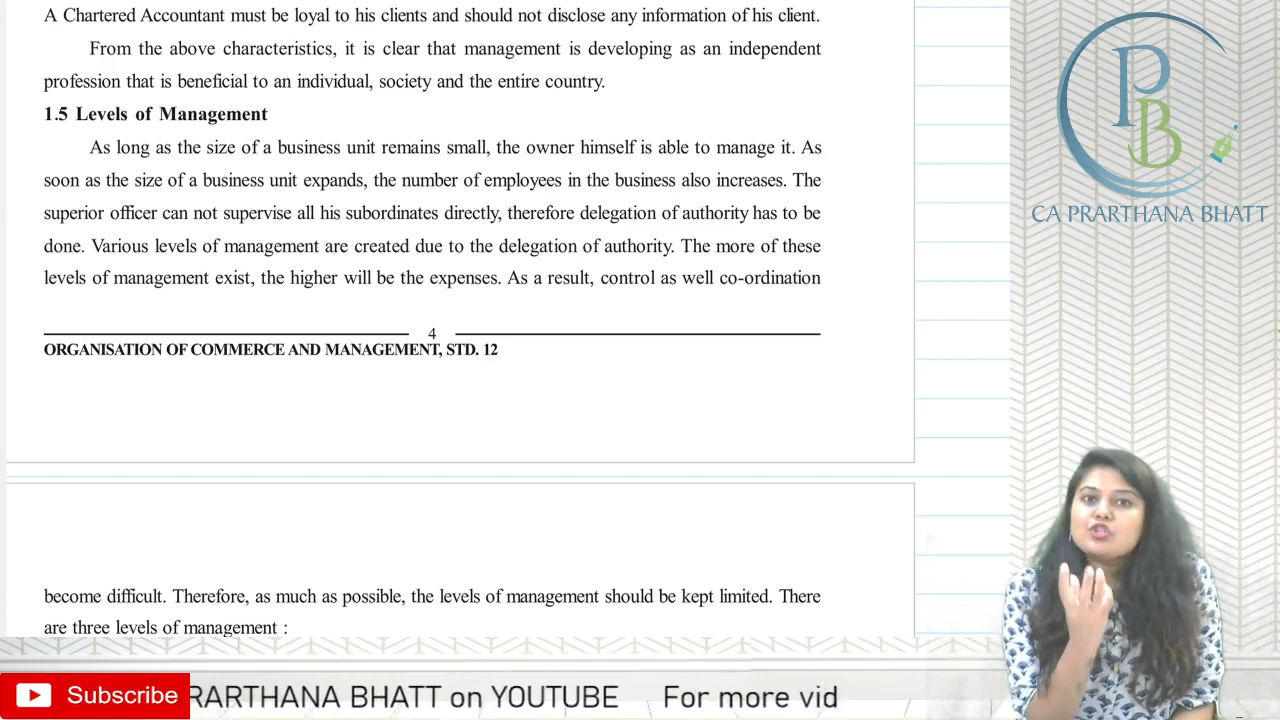 A Chartered Accountant must be loyal to his clients and should not disclose any information of his client.
From the above characteristics, it is clear that management is developing as an independent
profession that is beneficial to an individual, society and the entire country.
1.5 Levels of Management
As long as the size of a business unit remains small, the owner himself is able to manage it. As
soon as the size of a business unit expands, the number of employees in the business also increases. The
superior officer can not supervise all his subordinates directly, therefore delegation of authority has to be
done. Various levels of management are created due to the delegation of authority. The more of these
levels of management exist, the higher will be the expenses. As a result, control as well co-ordination
4
ORGANISATION OF COMMERCE AND MANAGEMENT, STD. 12
become difficult. Therefore, as much as possible, the levels of management should be kept limited. There
are three levels of management :
PB
CA PRARTHANA BHATT
Subscribe
RARTHANA BHATT on YOUTUBE For more vid